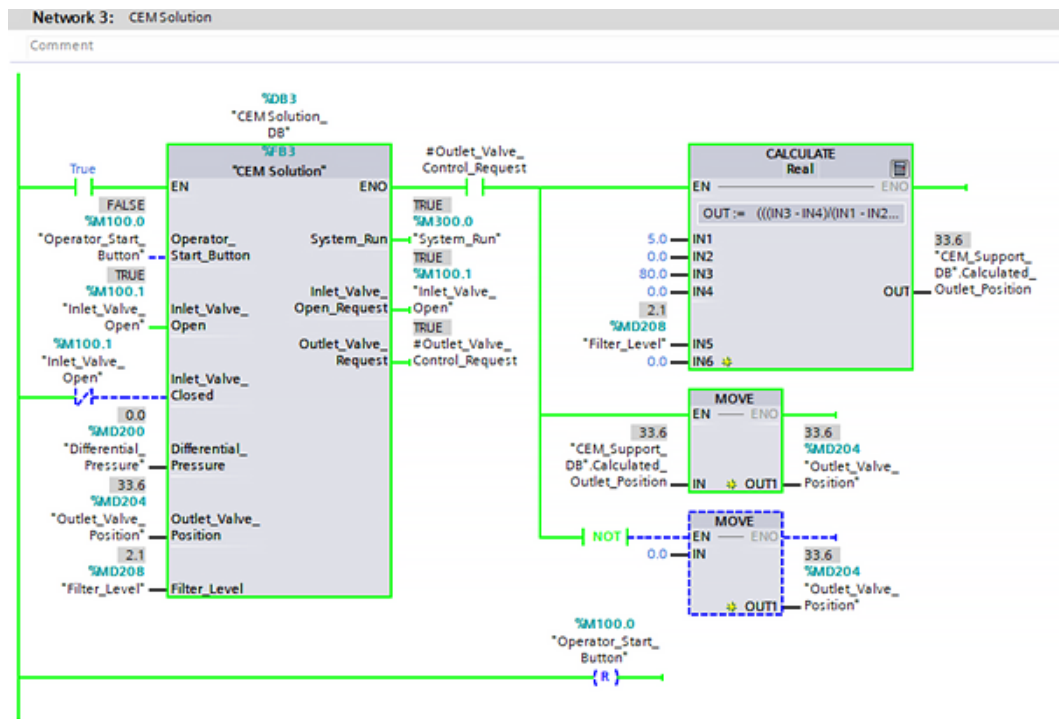 Network 3: CEM Solution
Comment
%DB3
"CEM Solution_
DB"
%FB3
"CEM Solution"
True
EN
ENO
FALSE
%M100.0
"Operator_Start_
Button"
Operator_
Start_Button
TRUE
%M100.1
"Inlet_Valve_
Open"
Inlet_Valve_
Open
%M100.1
"Inlet_Valve_
Open"
Inlet_Valve_
Closed
0.0
%MD200
"Differential_
Pressure"
Differential_
Pressure
33.6
%MD204
"Outlet_Valve_
Position"
Outlet_Valve_
Position
2.1
%MD208
"Filter_Level"
Filter_Level
System_Run
TRUE
%M300.0
"System_Run"
Inlet_Valve_
Open_Request
TRUE
%M100.1
"Inlet_Valve_
Open"
Outlet_Valve_
Request
TRUE
#Outlet_Valve_
Control_Request
#Outlet_Valve_
Control_Request
CALCULATE
Real
EN
ENO
OUT := (((IN3 - IN4)/(IN1 - IN2...
5.0
IN1
0.0
IN2
80.0
IN3
0.0
IN4
2.1
%MD208
"Filter_Level"
IN5
0.0
IN6
OUT
33.6
"CEM_Support_
DB".Calculated_
Outlet_Position
MOVE
EN
ENO
33.6
"CEM_Support_
DB".Calculated_
Outlet_Position
IN
OUT1
33.6
%MD204
"Outlet_Valve_
Position"
NOT
MOVE
EN
ENO
0.0
IN
OUT1
33.6
%MD204
"Outlet_Valve_
Position"
%M100.0
"Operator_Start_
Button"
R